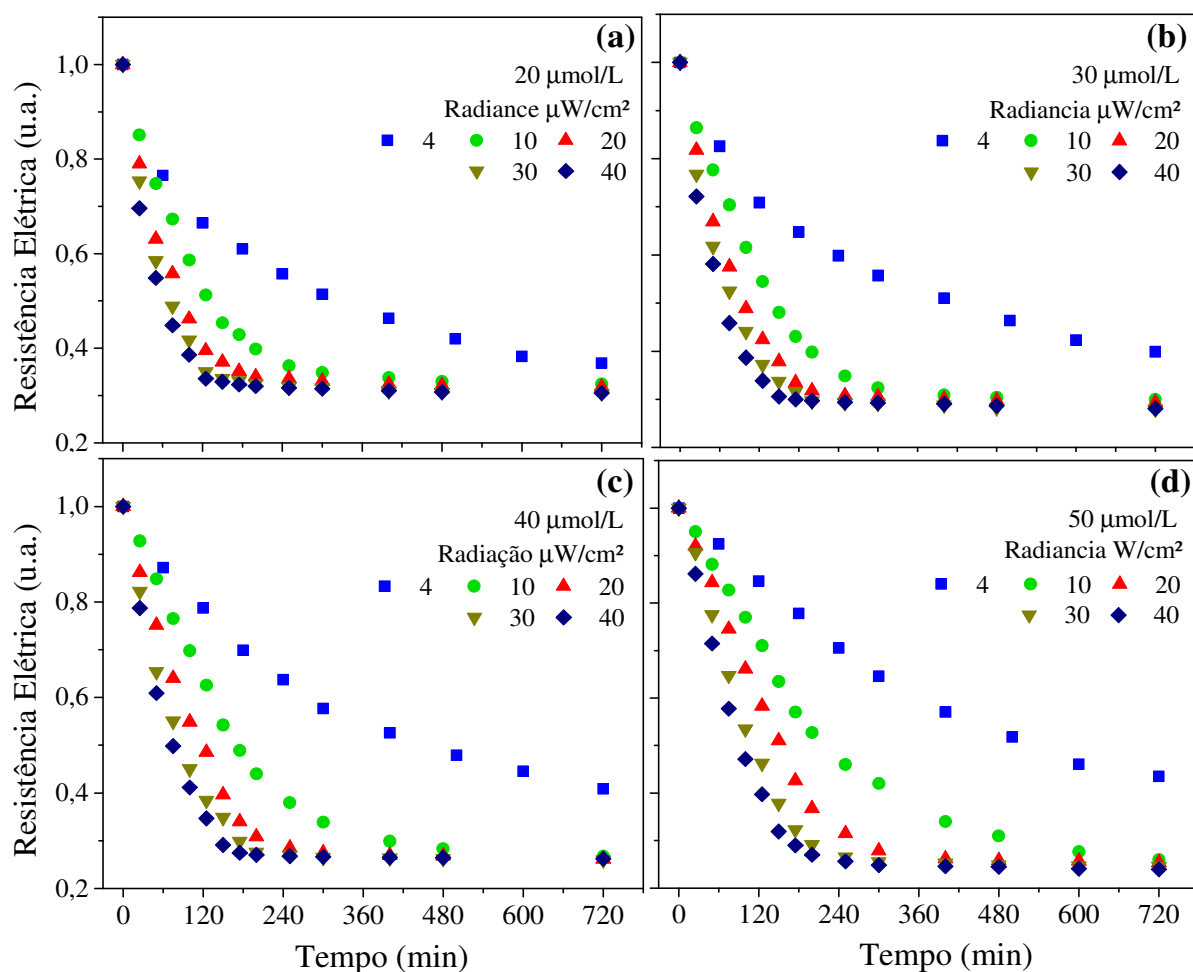 (a)
1,0
20 μmol/L
Radiance μW/cm²
4 10 20
30 40
0,8
0,6
0,4
0,2
Resistência Elétrica (u.a.)
(b)
30 μmol/L
Radiancia μW/cm²
4 10 20
30 40
(c)
1,0
40 μmol/L
Radiação μW/cm²
4 10 20
30 40
0,8
0,6
0,4
0,2
Resistência Elétrica (u.a.)
0 120 240 360 480 600 720
Tempo (min)
(d)
50 μmol/L
Radiancia W/cm²
4 10 20
30 40
0 120 240 360 480 600 720
Tempo (min)